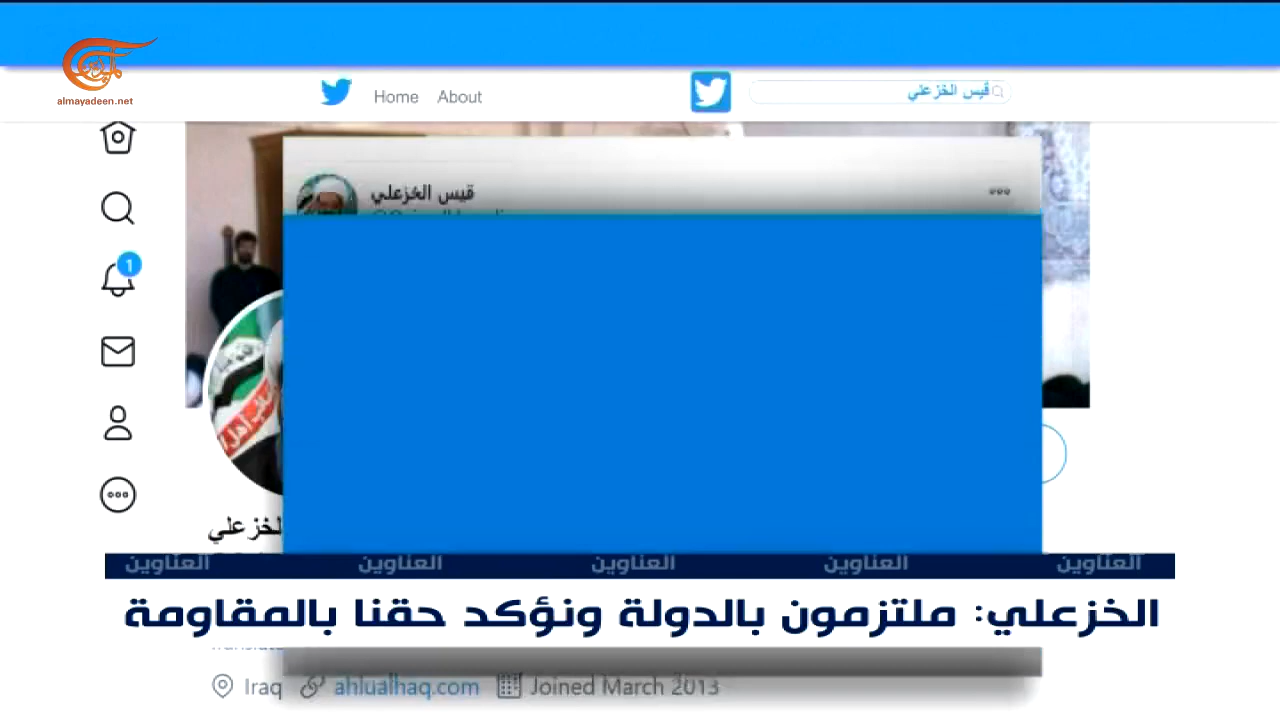 almayadeen.net
Home About
قيس الخزعلي
قيس الخزعلي
1
العناوين العناوين العناوين العناوين العناوين
الخزعلي: ملتزمون بالدولة ونؤكد حقنا بالمقاومة
Iraq ahlualhaq.com Joined March 2013